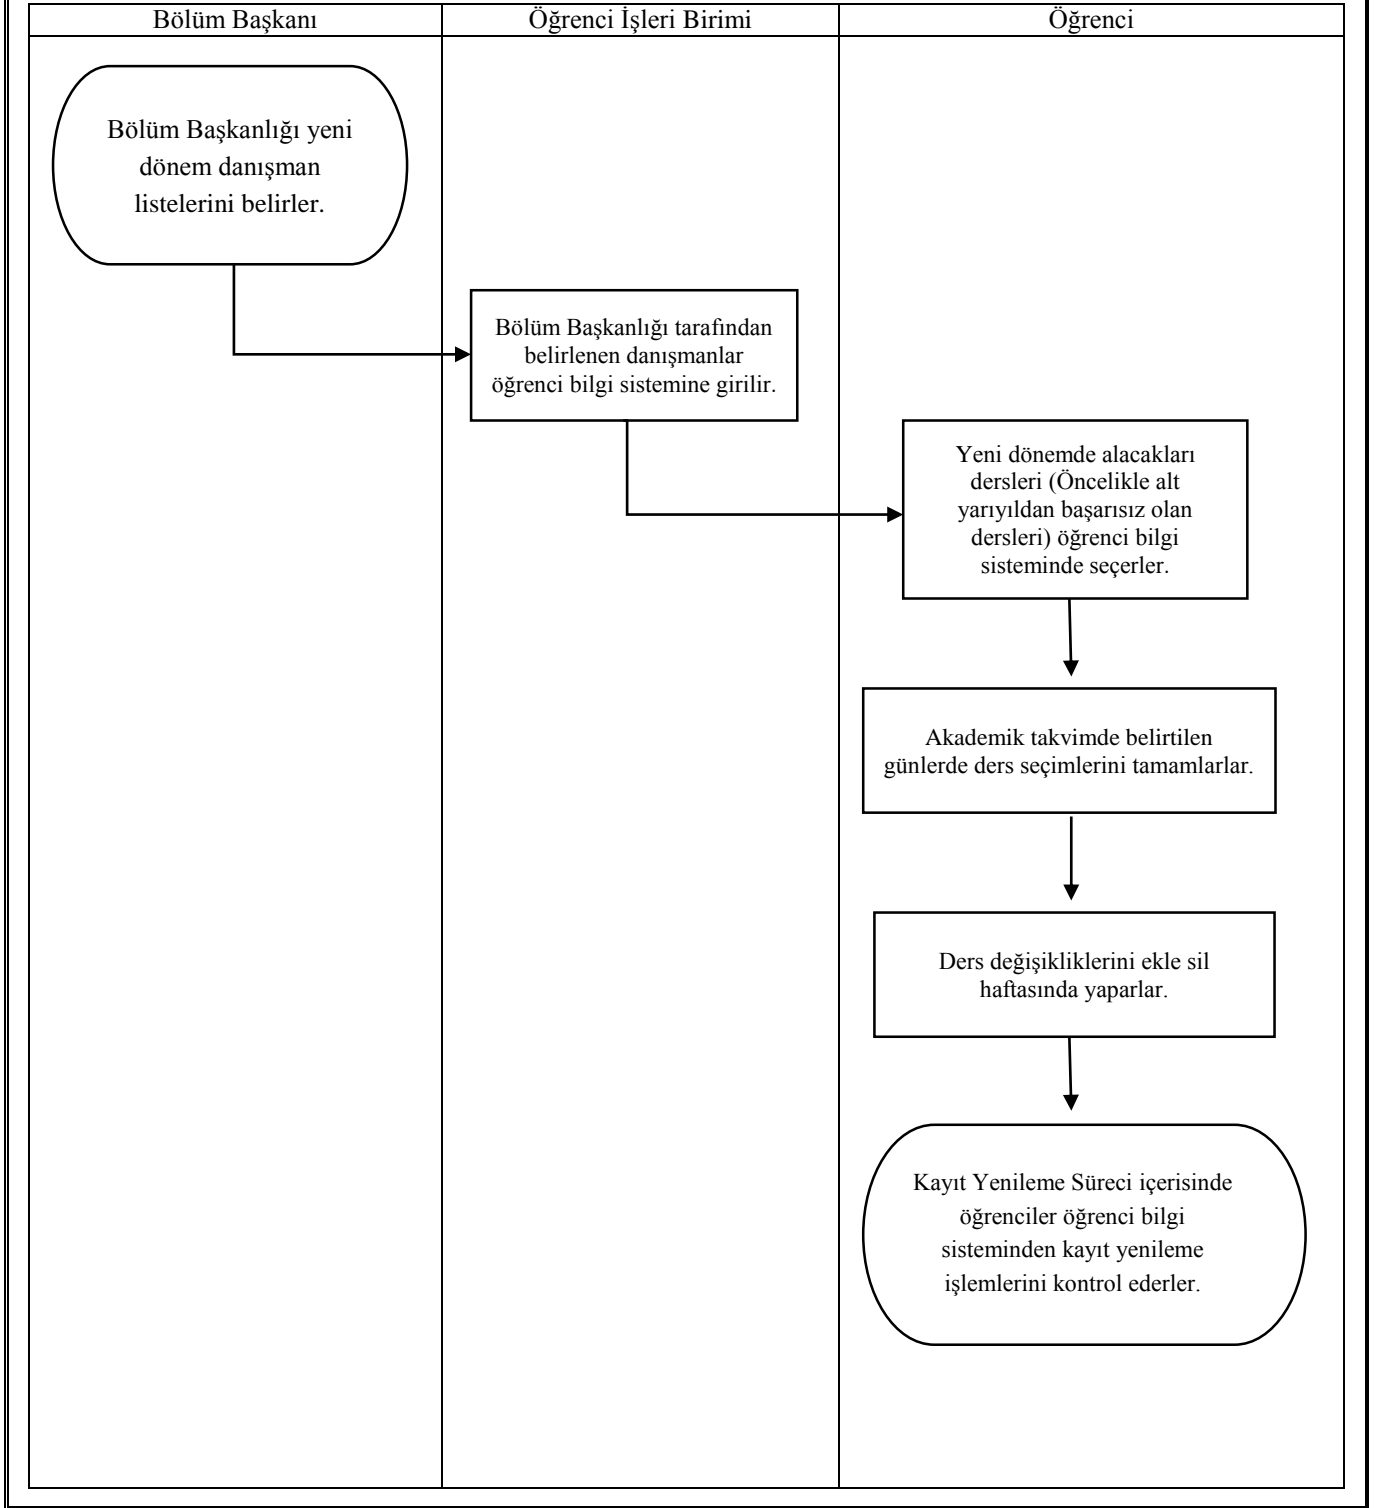 Bölüm Başkanı
Öğrenci İşleri Birimi
Öğrenci
Bölüm Başkanlığı yeni
dönem danışman
listelerini belirler.
Bölüm Başkanlığı tarafından
belirlenen danışmanlar
öğrenci bilgi sistemine girilir.
Yeni dönemde alacakları
dersleri (Öncelikle alt
yarıyıldan başarısız olan
dersleri) öğrenci bilgi
sisteminde seçerler.
Akademik takvimde belirtilen
günlerde ders seçimlerini tamamlarlar.
Ders değişikliklerini ekle sil
haftasında yaparlar.
Kayıt Yenileme Süreci içerisinde
öğrenciler öğrenci bilgi
sisteminden kayıt yenileme
işlemlerini kontrol ederler.